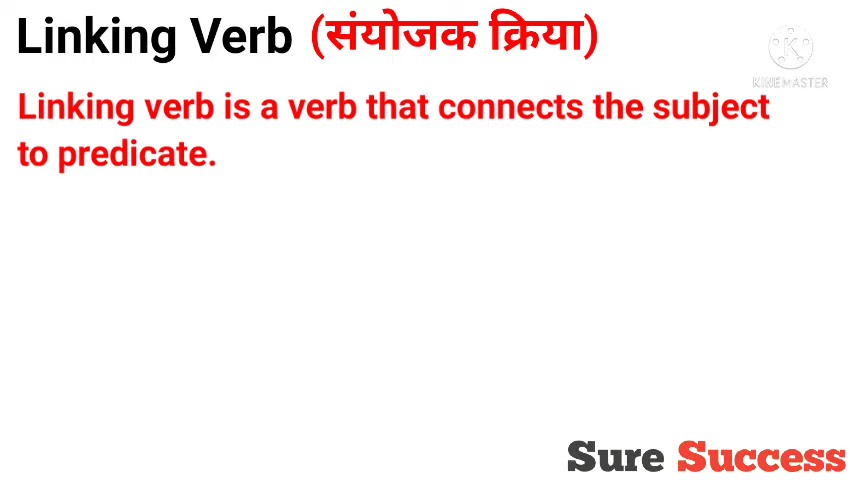 Linking Verb (संयोजक क्रिया)
KINEMASTER
Linking verb is a verb that connects the subject
to predicate.
Sure Success